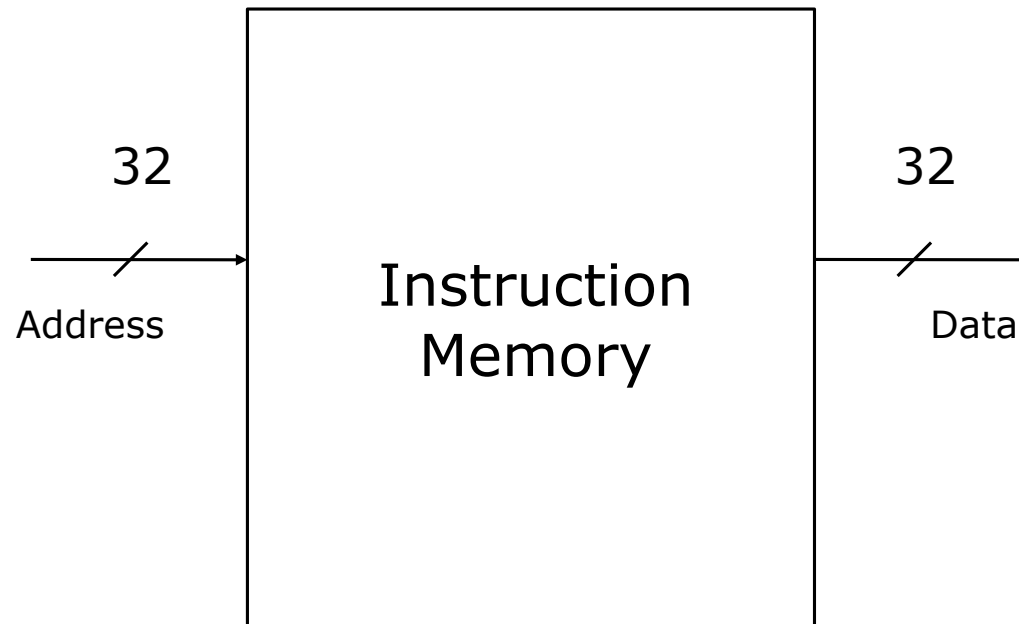 32
32
Instruction
Memory
Address
Data